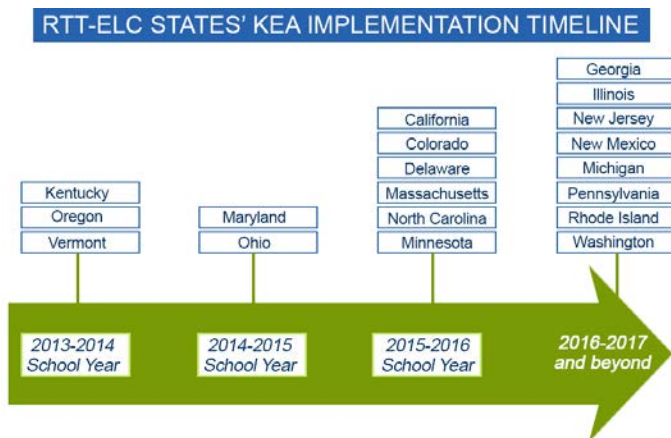 RTT-ELC STATES' KEA IMPLEMENTATION TIMELINE
Kentucky
Oregon
Vermont
Maryland
Ohio
California
Colorado
Delaware
Massachusetts
North Carolina
Minnesota
Georgia
Illinois
New Jersey
New Mexico
Michigan
Pennsylvania
Rhode Island
Washington
2013-2014
School Year
2014-2015
School Year
2015-2016
School Year
2016-2017
and beyond